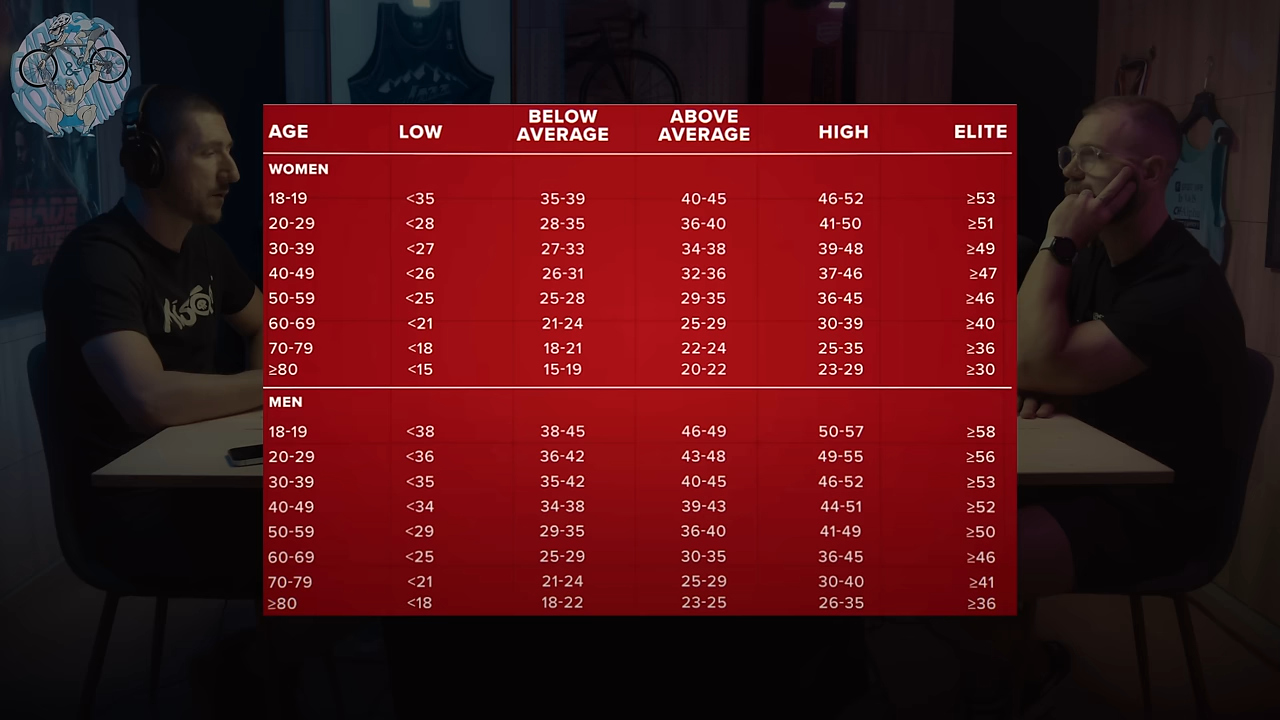 AGE LOW BELOW AVERAGE ABOVE AVERAGE HIGH ELITE
WOMEN
18-19 <35 35-39 40-45 46-52 ≥53
20-29 <28 28-35 36-40 41-50 ≥51
30-39 <27 27-33 34-38 39-48 ≥49
40-49 <26 26-31 32-36 37-46 ≥47
50-59 <25 25-28 29-35 36-45 ≥46
60-69 <21 21-24 25-29 30-39 ≥40
70-79 <18 18-21 22-24 25-35 ≥36
≥80 <15 15-19 20-22 23-29 ≥30
MEN
18-19 <38 38-45 46-49 50-57 ≥58
20-29 <36 36-42 43-48 49-55 ≥56
30-39 <35 35-42 40-45 46-52 ≥53
40-49 <34 34-38 39-43 44-51 ≥52
50-59 <29 29-35 36-40 41-49 ≥50
60-69 <25 25-29 30-35 36-45 ≥46
70-79 <21 21-24 25-29 30-40 ≥41
≥80 <18 18-22 23-25 26-35 ≥36